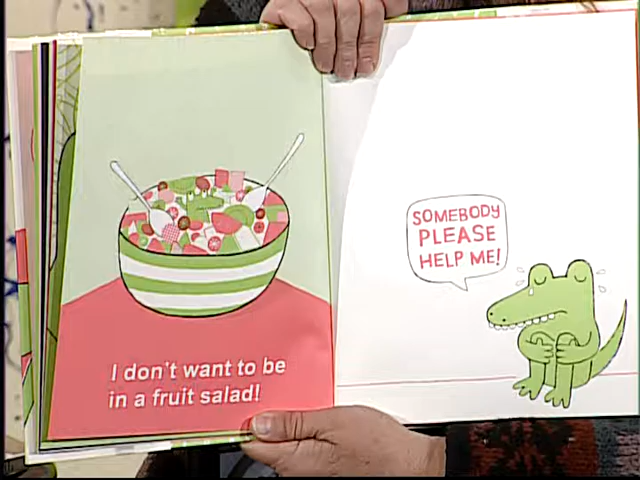 I don't want to be
in a fruit salad!
SOMEBODY
PLEASE
HELP ME!